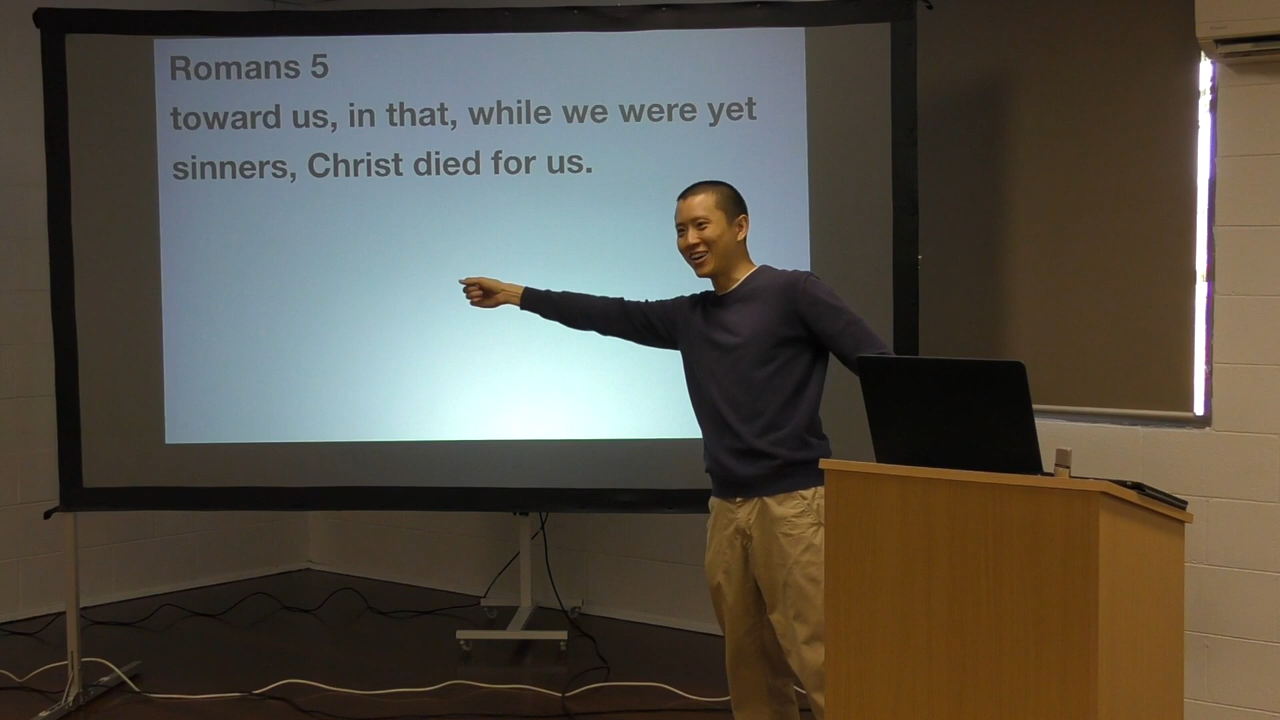 Romans 5
toward us, in that, while we were yet
sinners, Christ died for us.